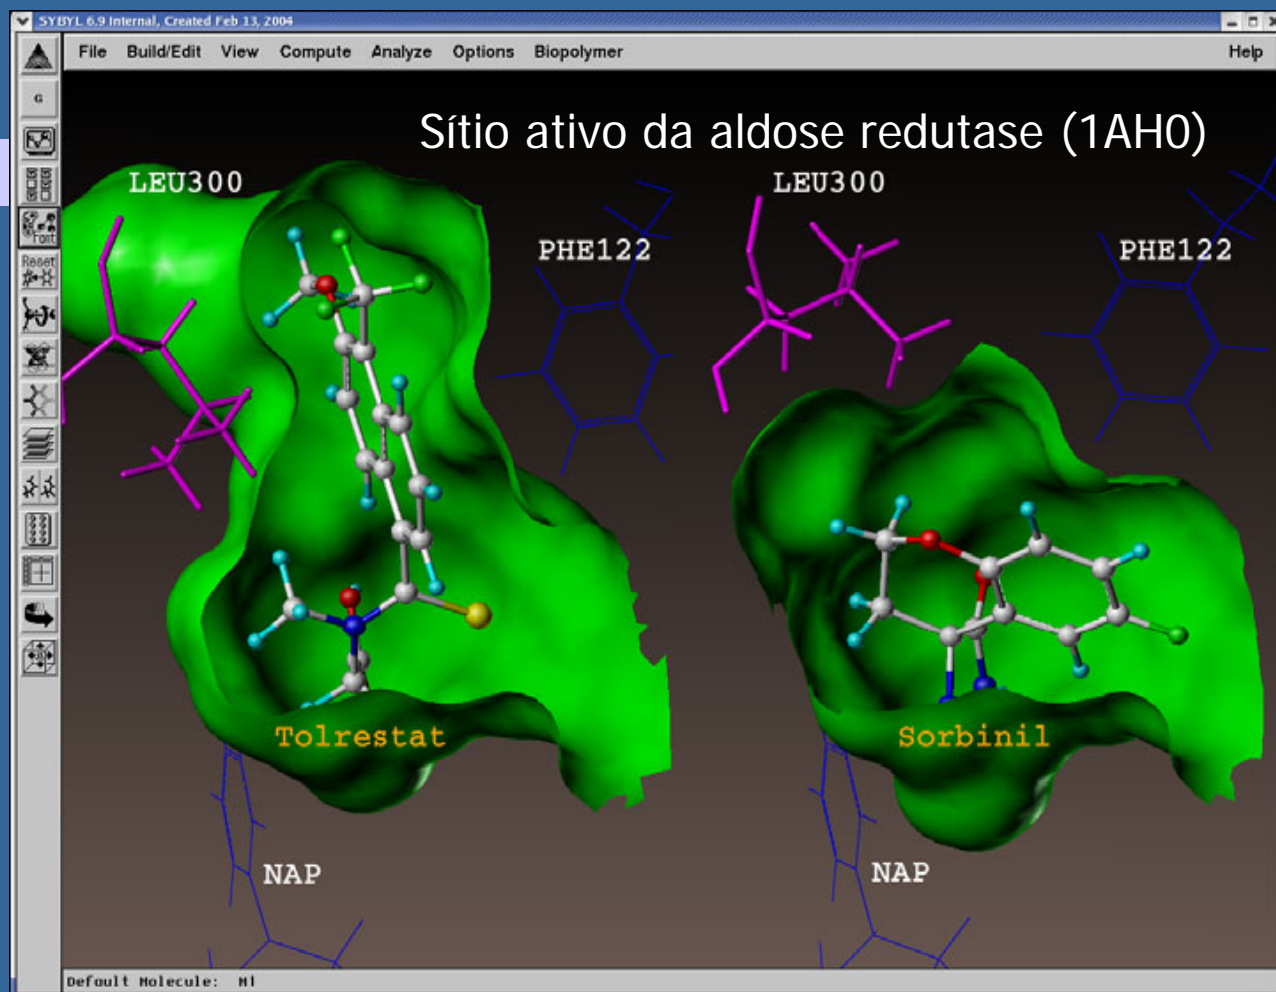 SYBYL 6.9 Internal, Created Feb 13, 2004
File Build/Edit View Compute Analyze Options Biopolymer Help
G
Sítio ativo da aldose redutase (1AH0)
LEU300 LEU300
PHE122 PHE122
Reset
Tolrestat Sorbinil
NAP NAP
Default Molecule: M1